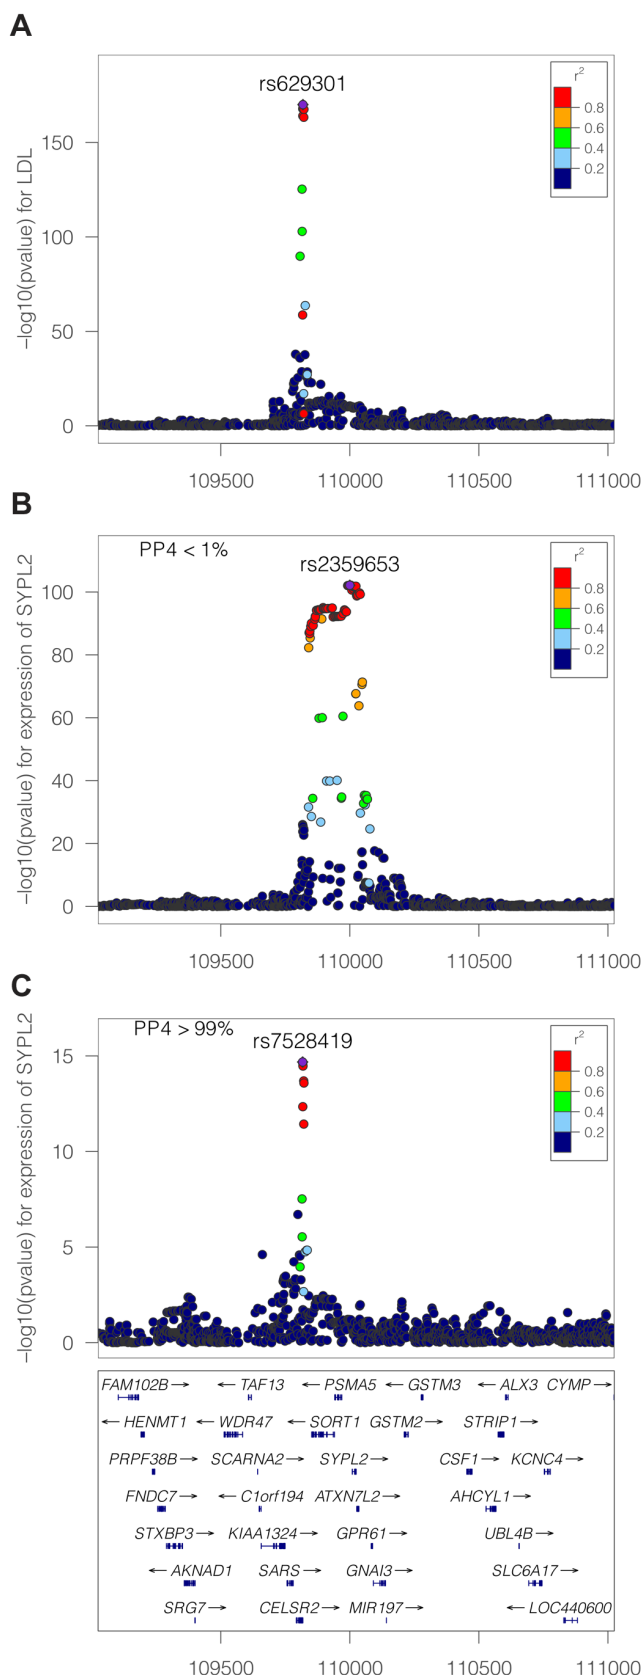 A
rs629301
r2
0.8
0.6
0.4
0.2
−log10(pvalue) for LDL
150
100
50
0
109500 110000 110500 111000
B
PP4 < 1%
rs2359653
r2
0.8
0.6
0.4
0.2
−log10(pvalue) for expression of SYPL2
100
80
60
40
20
0
109500 110000 110500 111000
C
PP4 > 99%
rs7528419
r2
0.8
0.6
0.4
0.2
−log10(pvalue) for expression of SYPL2
15
10
5
0
FAM102B → ← TAF13 ← PSMA5 ← GSTM3 ← ALX3 CYMP →
← HENMT1 ← WDR47 ← SORT1 GSTM2 → STRIP1 →
PRPF38B → SCARNA2 → SYPL2 → CSF1 → KCNC4 →
FNDC7 → ← C1orf194 ATXN7L2 → AHCYL1 →
STXBP3 → KIAA1324 → GPR61 → UBL4B →
← AKNAD1 SARS → GNAI3 → SLC6A17 →
SRG7 → CELSR2 → MIR197 → ← LOC440600
109500 110000 110500 111000